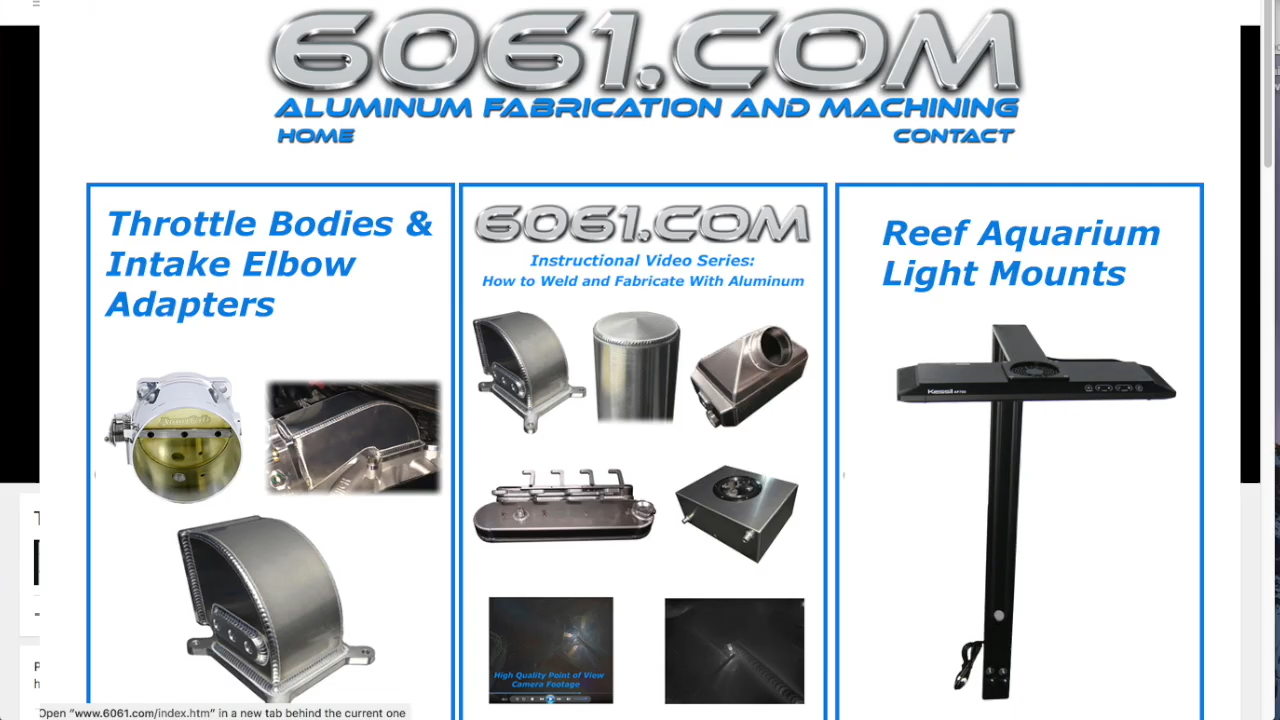 6061.COM
ALUMINUM FABRICATION AND MACHINING
HOME
CONTACT
Throttle Bodies &
Intake Elbow
Adapters
6061.COM
Instructional Video Series:
How to Weld and Fabricate With Aluminum
High Quality Point of View
Camera Footage
Reef Aquarium
Light Mounts
Kessil AP700
Open “www.6061.com/index.htm” in a new tab behind the current one